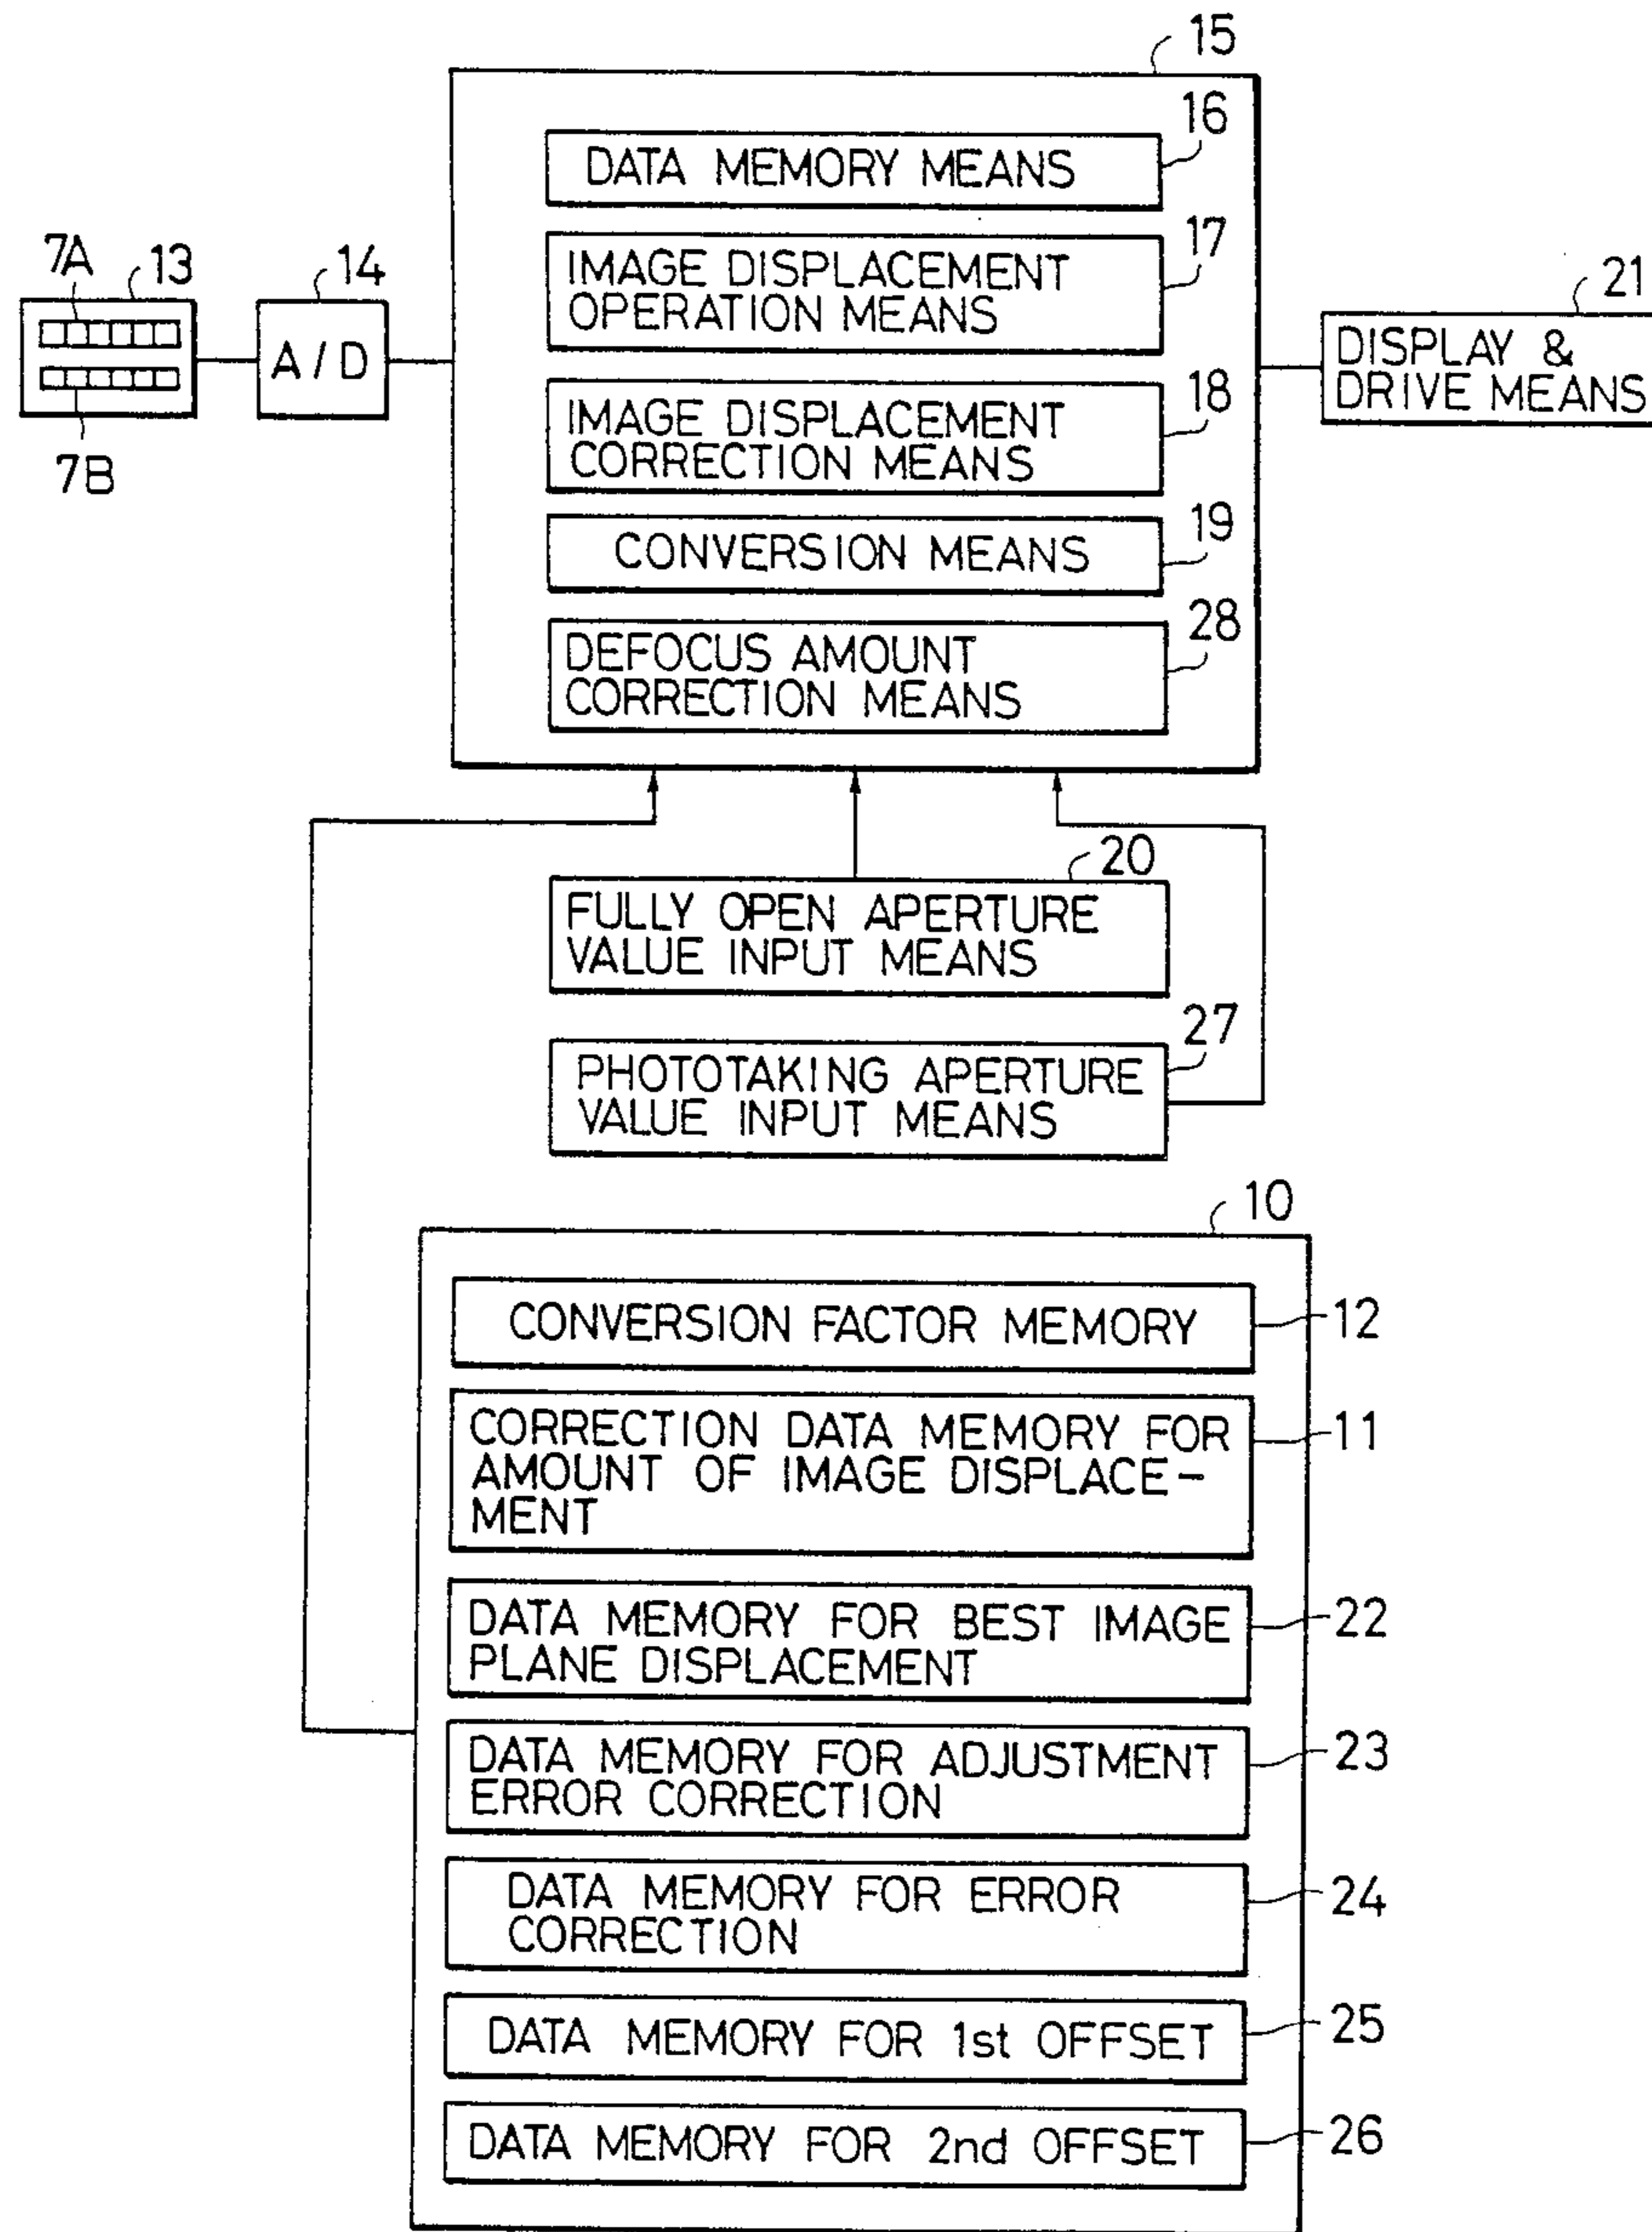 15
16
DATA MEMORY MEANS
7A
13
14
17
IMAGE DISPLACEMENT
OPERATION MEANS
21
A/D
DISPLAY &
DRIVE MEANS
7B
18
IMAGE DISPLACEMENT
CORRECTION MEANS
19
CONVERSION MEANS
28
DEFOCUS AMOUNT
CORRECTION MEANS
20
FULLY OPEN APERTURE
VALUE INPUT MEANS
27
PHOTOTAKING APERTURE
VALUE INPUT MEANS
10
CONVERSION FACTOR MEMORY
12
CORRECTION DATA MEMORY FOR
AMOUNT OF IMAGE DISPLACE-
MENT
11
DATA MEMORY FOR BEST IMAGE
PLANE DISPLACEMENT
22
DATA MEMORY FOR ADJUSTMENT
ERROR CORRECTION
23
DATA MEMORY FOR ERROR
CORRECTION
24
DATA MEMORY FOR 1st OFFSET
25
DATA MEMORY FOR 2nd OFFSET
26